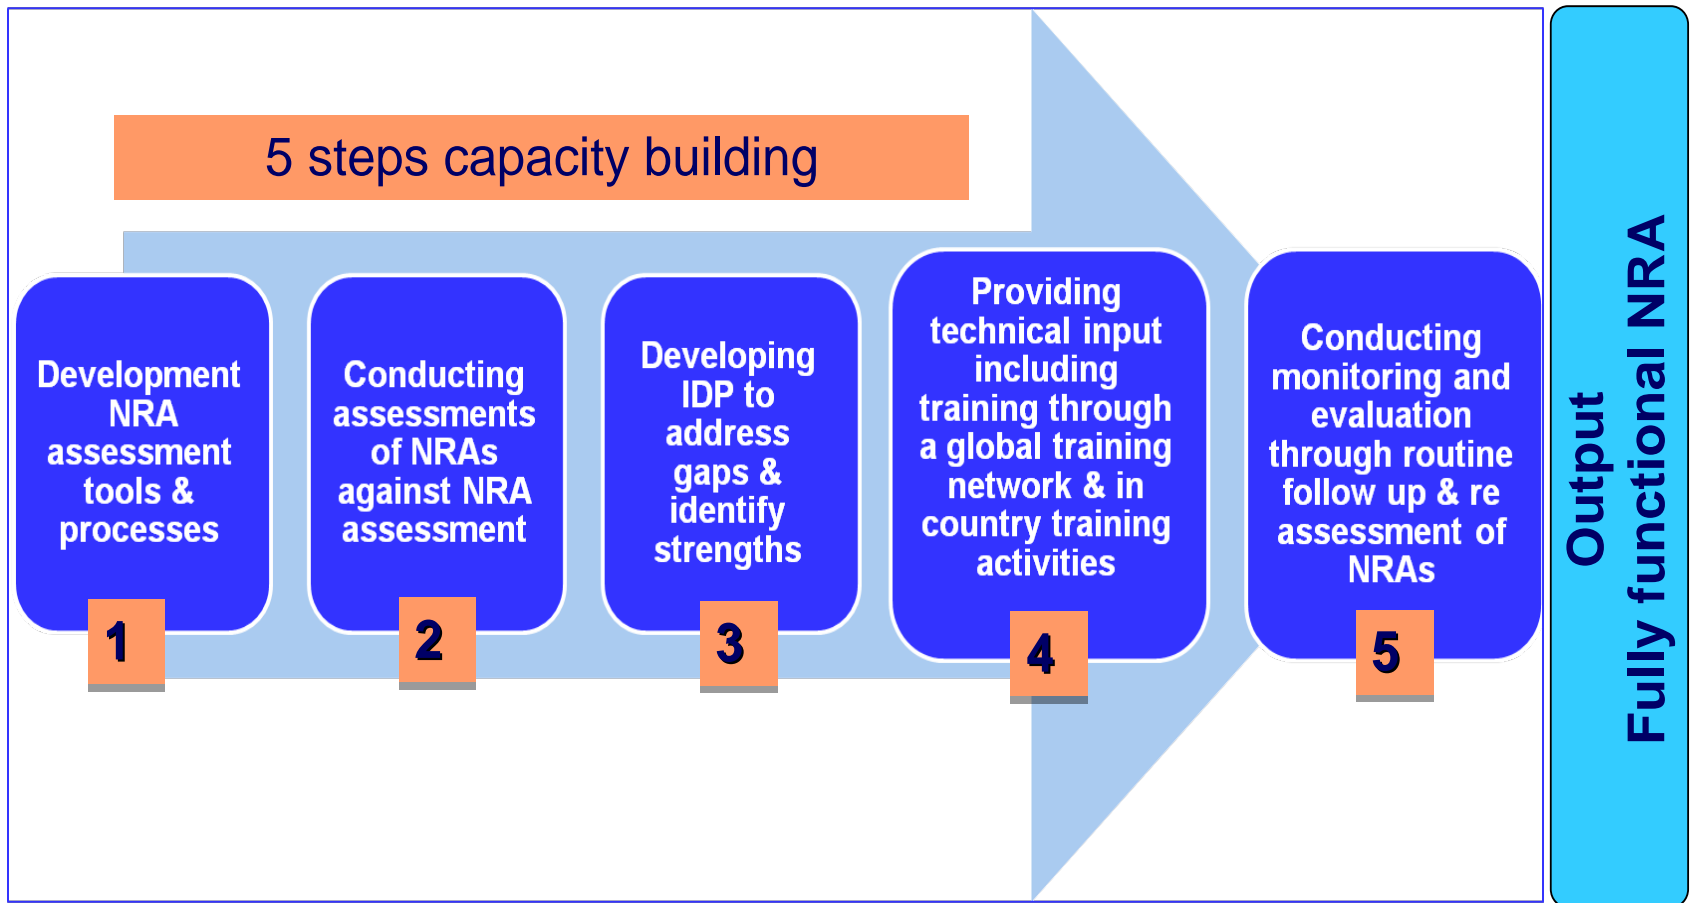 5 steps capacity building
Development
NRA
assessment
tools &
processes
1
Conducting
assessments
of NRAs
against NRA
assessment
2
Developing
IDP to
address
gaps &
identify
strengths
3
Providing
technical input
including
training through
a global training
network & in
country training
activities
4
Conducting
monitoring and
evaluation
through routine
follow up & re
assessment of
NRAs
5
Output
Fully functional NRA